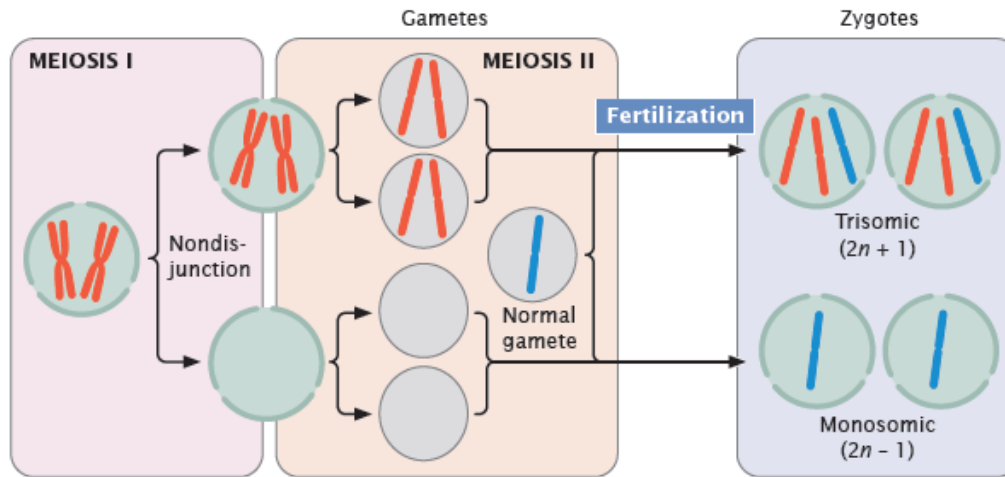 Gametes
Zygotes
MEIOSIS I
MEIOSIS II
Fertilization
Nondis-
junction
Normal
gamete
Trisomic
(2n + 1)
Monosomic
(2n – 1)